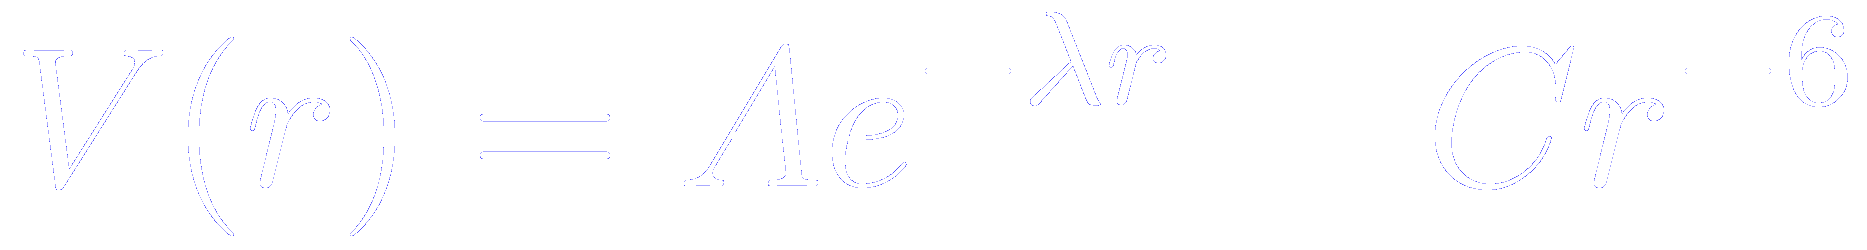 V(r) = Ae^{-λr} Cr^{-6}